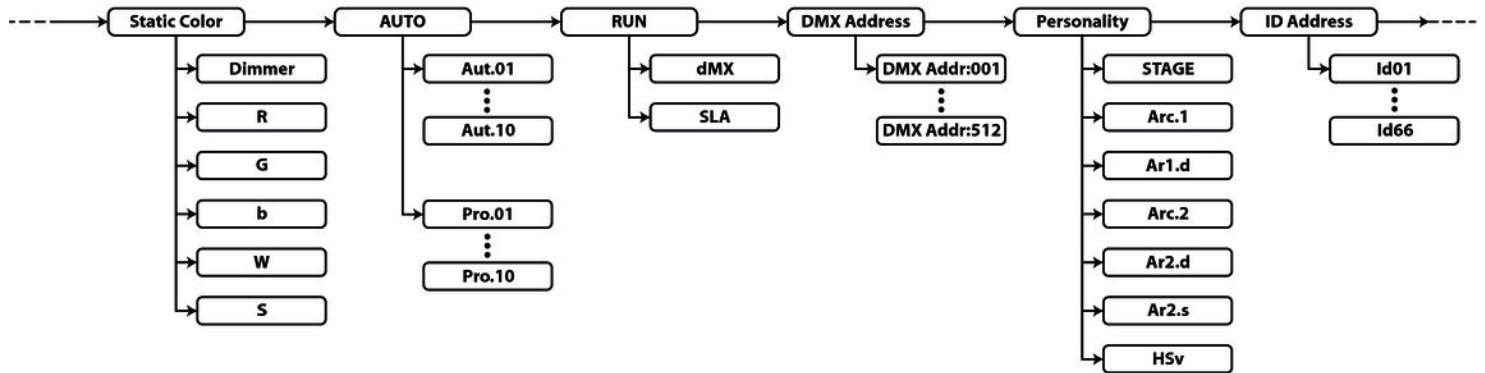 Static Color
AUTO
RUN
DMX Address
Personality
ID Address
Dimmer
R
G
b
W
S
Aut.01
Aut.10
Pro.01
Pro.10
dMX
SLA
DMX Addr:001
DMX Addr:512
STAGE
Arc.1
Ar1.d
Arc.2
Ar2.d
Ar2.s
HSv
Id01
Id66